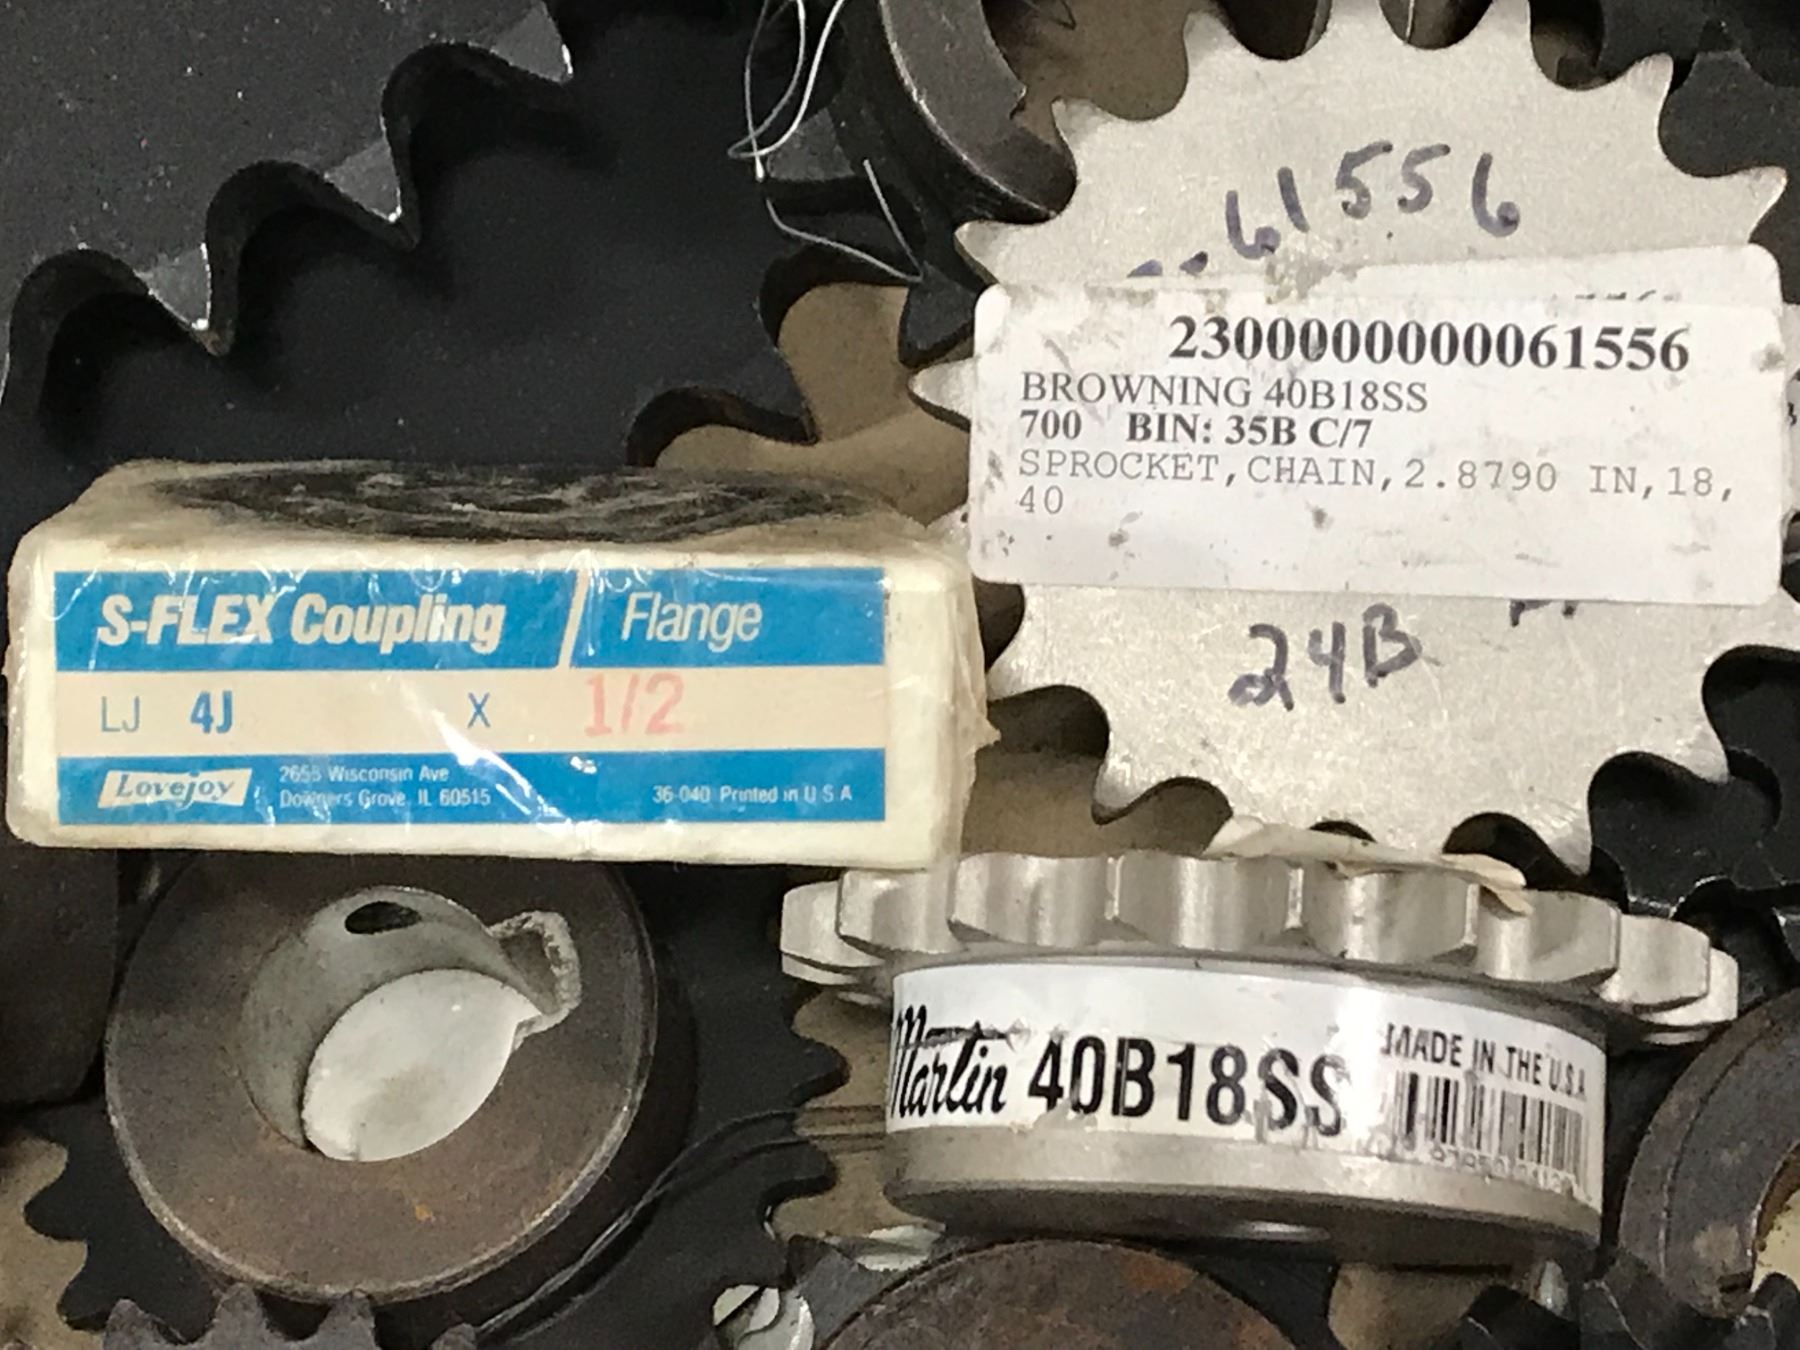 61556
2300000000061556
BROWNING 40B18SS
700 BIN: 35B C/7
SPROCKET,CHAIN,2.8790 IN,18,
40
24B
S-FLEX Coupling Flange
LJ 4J X 1/2
Lovejoy
2655 Wisconsin Ave
Downers Grove, IL 60515
36-040 Printed in U S A
Martin 40B18SS
MADE IN THE U.S.A